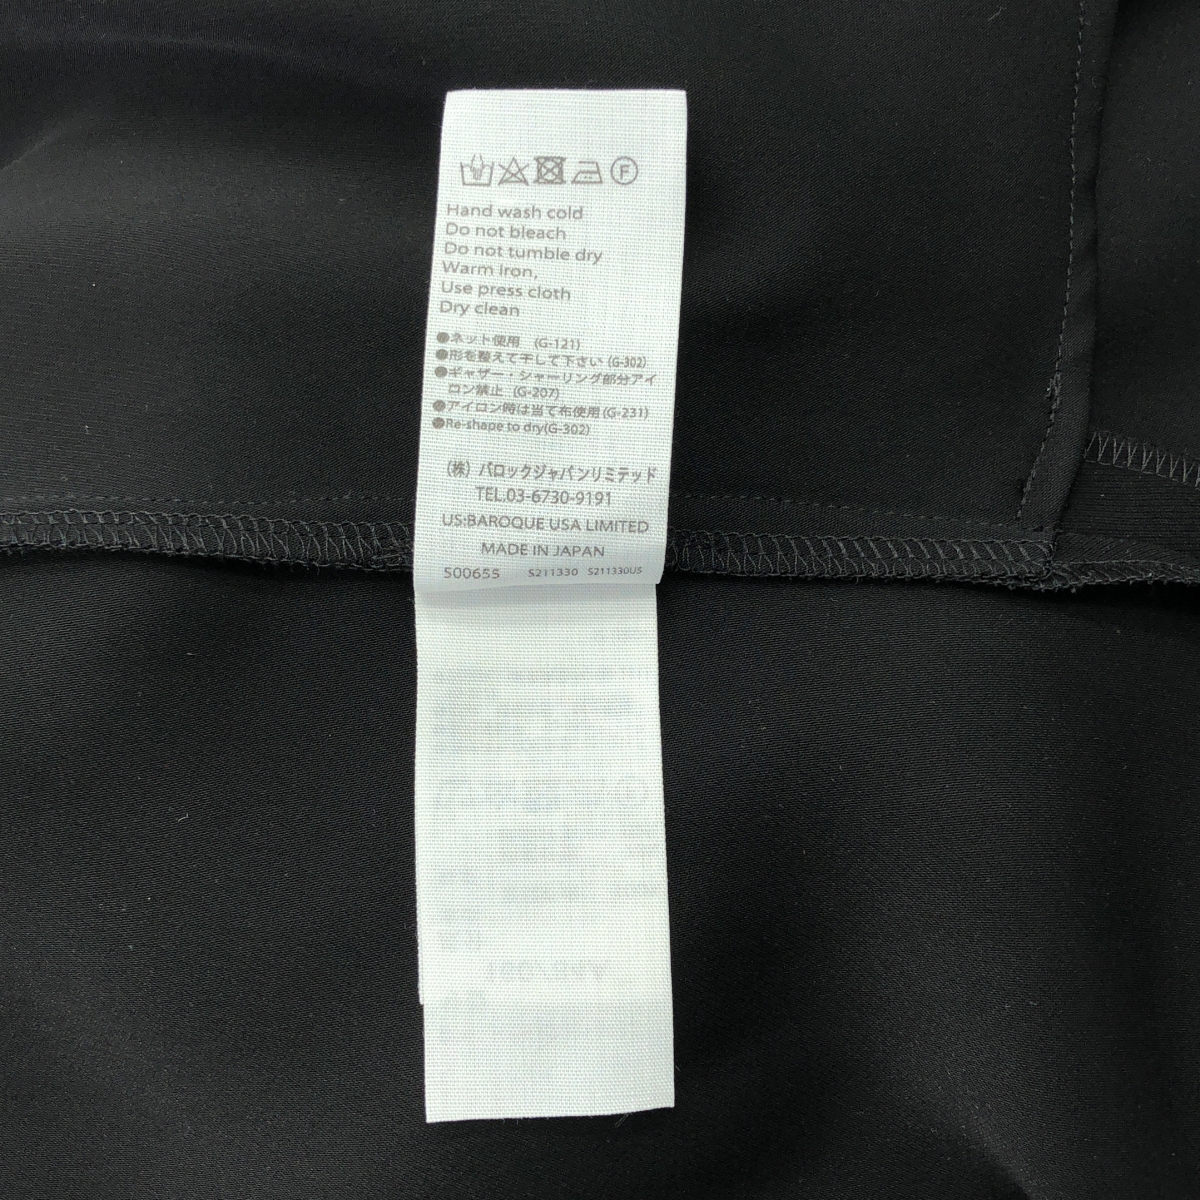 F
Hand wash cold
Do not bleach
Do not tumble dry
Warm iron,
Use press cloth
Dry clean
●ネット使用 (G-121)
●形を整えて干して下さい (G-302)
●ギャザー・シャーリング部分アイ
ロン禁止 (G-207)
●アイロン時は当て布使用(G-231)
●Re-shape to dry(G-302)
(株) バロックジャパンリミテッド
TEL.03-6730-9191
US:BAROQUE USA LIMITED
MADE IN JAPAN
500655 S211330 S211330US